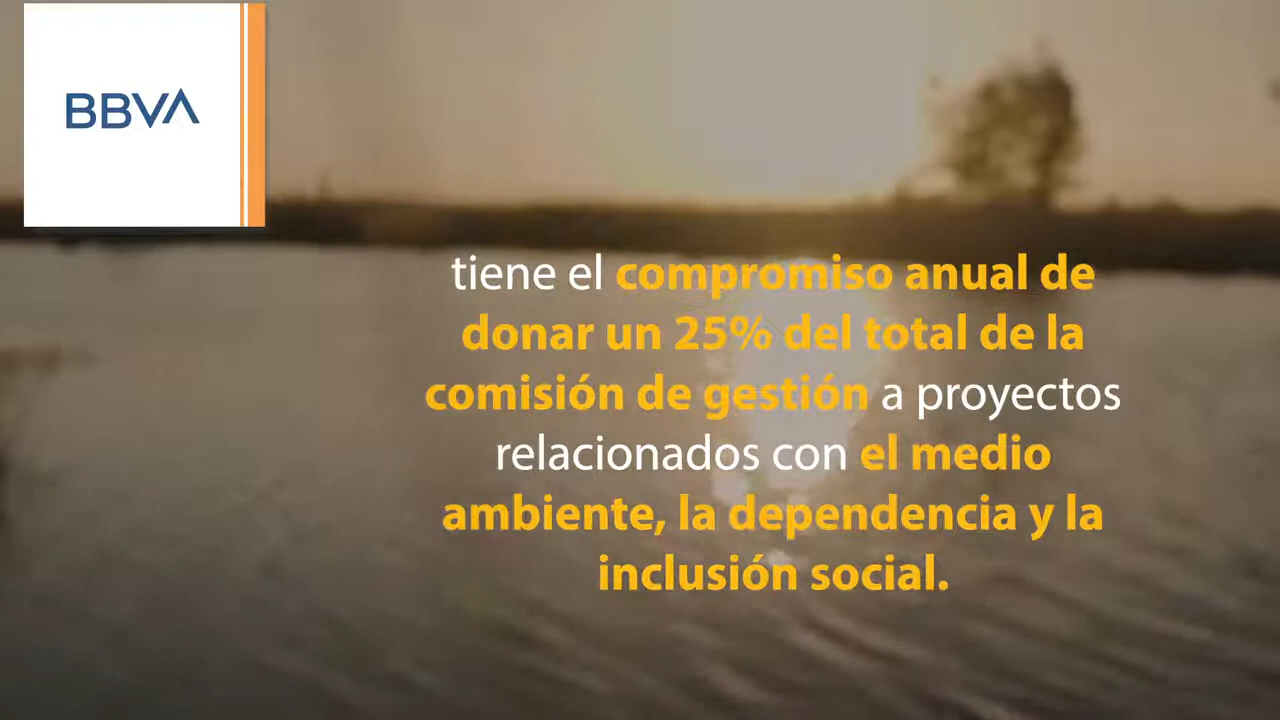 BBVA
tiene el compromiso anual de
donar un 25% del total de la
comisión de gestión a proyectos
relacionados con el medio
ambiente, la dependencia y la
inclusión social.